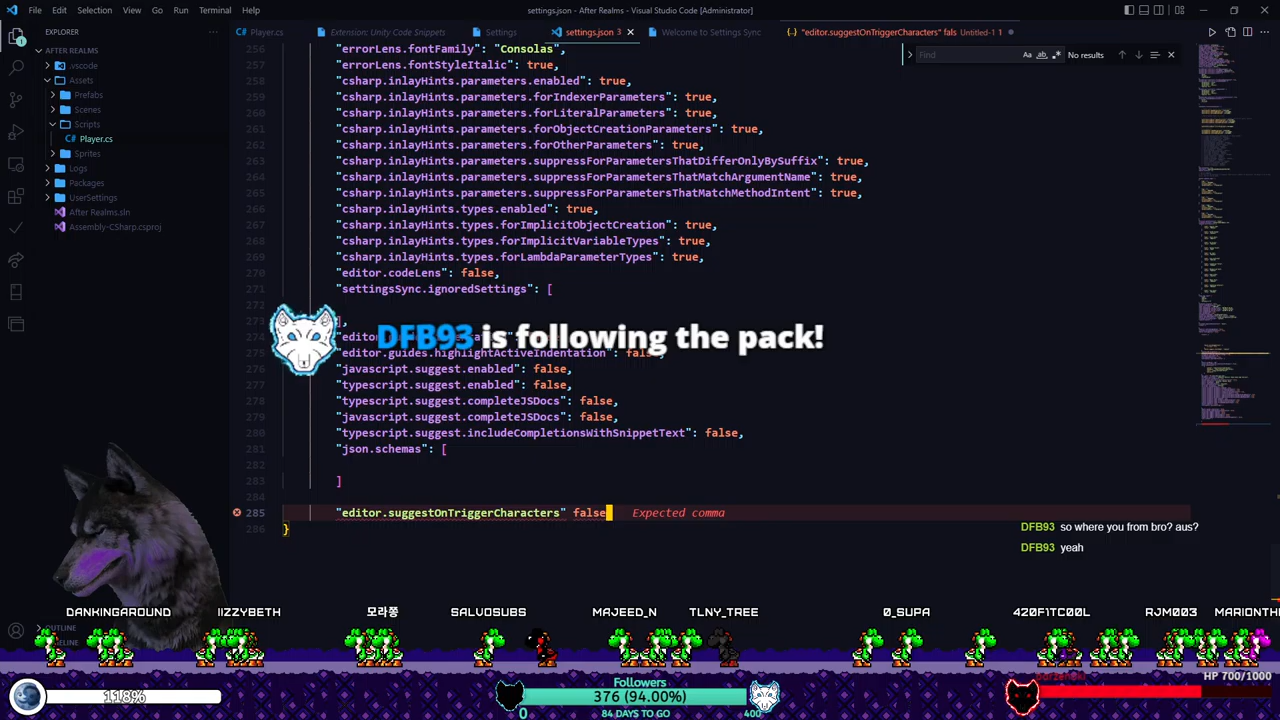 File Edit Selection View Go Run Terminal Help
settings.json - After Realms - Visual Studio Code [Administrator]
EXPLORER
Player.cs
Extension: Unity Code Snippets
Settings
settings.json 3
Welcome to Settings Sync
"editor.suggestOnTriggerCharacters" fals Untitled-1 1
Find
Aa ab
No results
AFTER REALMS
.vscode
Assets
Prefabs
Scenes
Scripts
Player.cs
Sprites
Logs
Packages
UserSettings
After Realms.sln
Assembly-CSharp.csproj
256 "errorLens.fontFamily": "Consolas",
257 "errorLens.fontStyleItalic": true,
258 "csharp.inlayHints.parameters.enabled": true,
259 "csharp.inlayHints.parameters.forIndexerParameters": true,
260 "csharp.inlayHints.parameters.forLiteralParameters": true,
261 "csharp.inlayHints.parameters.forObjectCreationParameters": true,
262 "csharp.inlayHints.parameters.forOtherParameters": true,
263 "csharp.inlayHints.parameters.suppressForParametersThatDifferOnlyBySuffix": true,
264 "csharp.inlayHints.parameters.suppressForParametersThatMatchArgumentName": true,
265 "csharp.inlayHints.parameters.suppressForParametersThatMatchMethodIntent": true,
266 "csharp.inlayHints.types.enabled": true,
267 "csharp.inlayHints.types.forImplicitObjectCreation": true,
268 "csharp.inlayHints.types.forImplicitVariableTypes": true,
269 "csharp.inlayHints.types.forLambdaParameterTypes": true,
270 "editor.codeLens": false,
271 "settingsSync.ignoredSettings": [
272
],
DFB93 is following the pack!
"editor.guides.highlightActiveIndentation": false,
276 "javascript.suggest.enabled": false,
277 "typescript.suggest.enabled": false,
278 "typescript.suggest.completeJSDocs": false,
279 "javascript.suggest.completeJSDocs": false,
280 "typescript.suggest.includeCompletionsWithSnippetText": false,
281 "json.schemas": [
282
283 ]
284
285 "editor.suggestOnTriggerCharacters" false Expected comma
286 }
DFB93 so where you from bro? aus?
DFB93 yeah
DANKINGAROUND IIZZYBETH 모라쫑 SALVOSUBS MAJEED_N TLNY_TREE 0_SUPA 420F1TC00L RJM003 MARIONTH
OUTLINE
118%
Followers
376 (94.00%)
0 84 DAYS TO GO 400
HP 700/1000